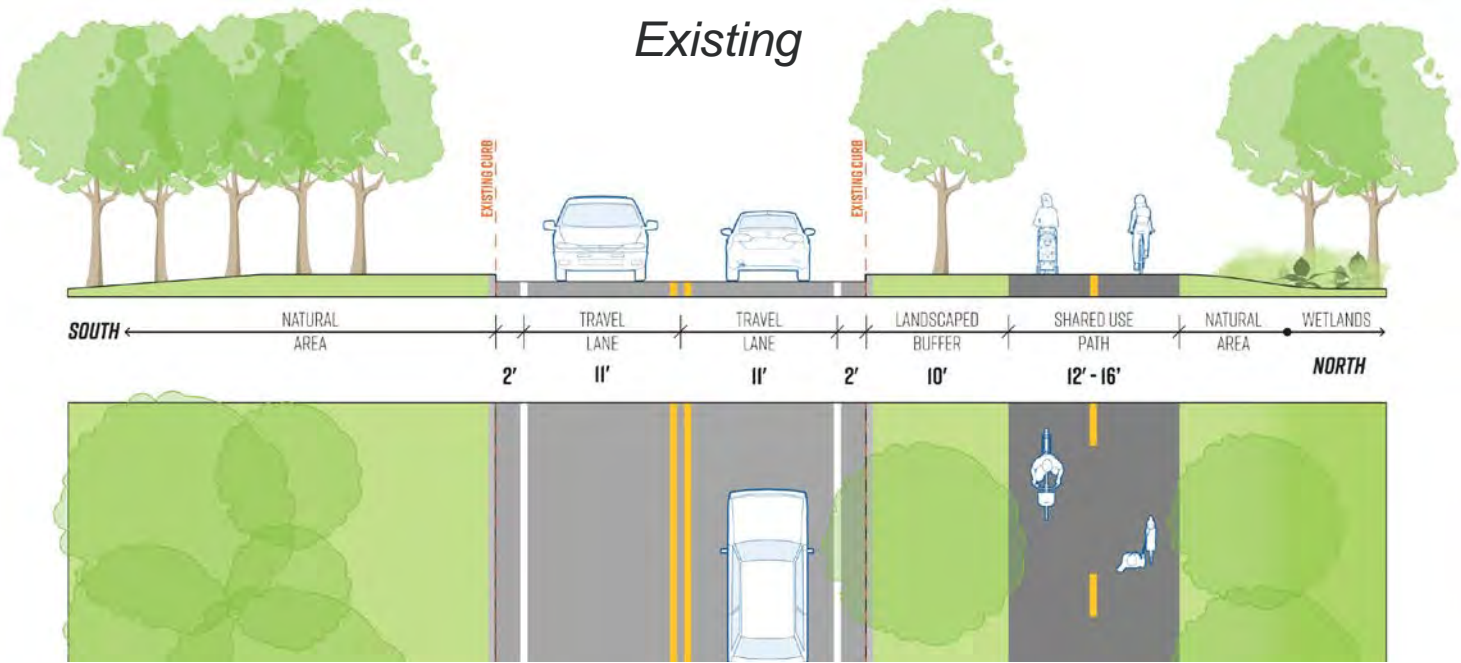 Existing
EXISTING CURB
EXISTING CURB
SOUTH
NATURAL
AREA
TRAVEL
LANE
TRAVEL
LANE
LANDSCAPED
BUFFER
SHARED USE
PATH
NATURAL
AREA
WETLANDS
2' 11' 11' 2' 10' 12' - 16' NORTH